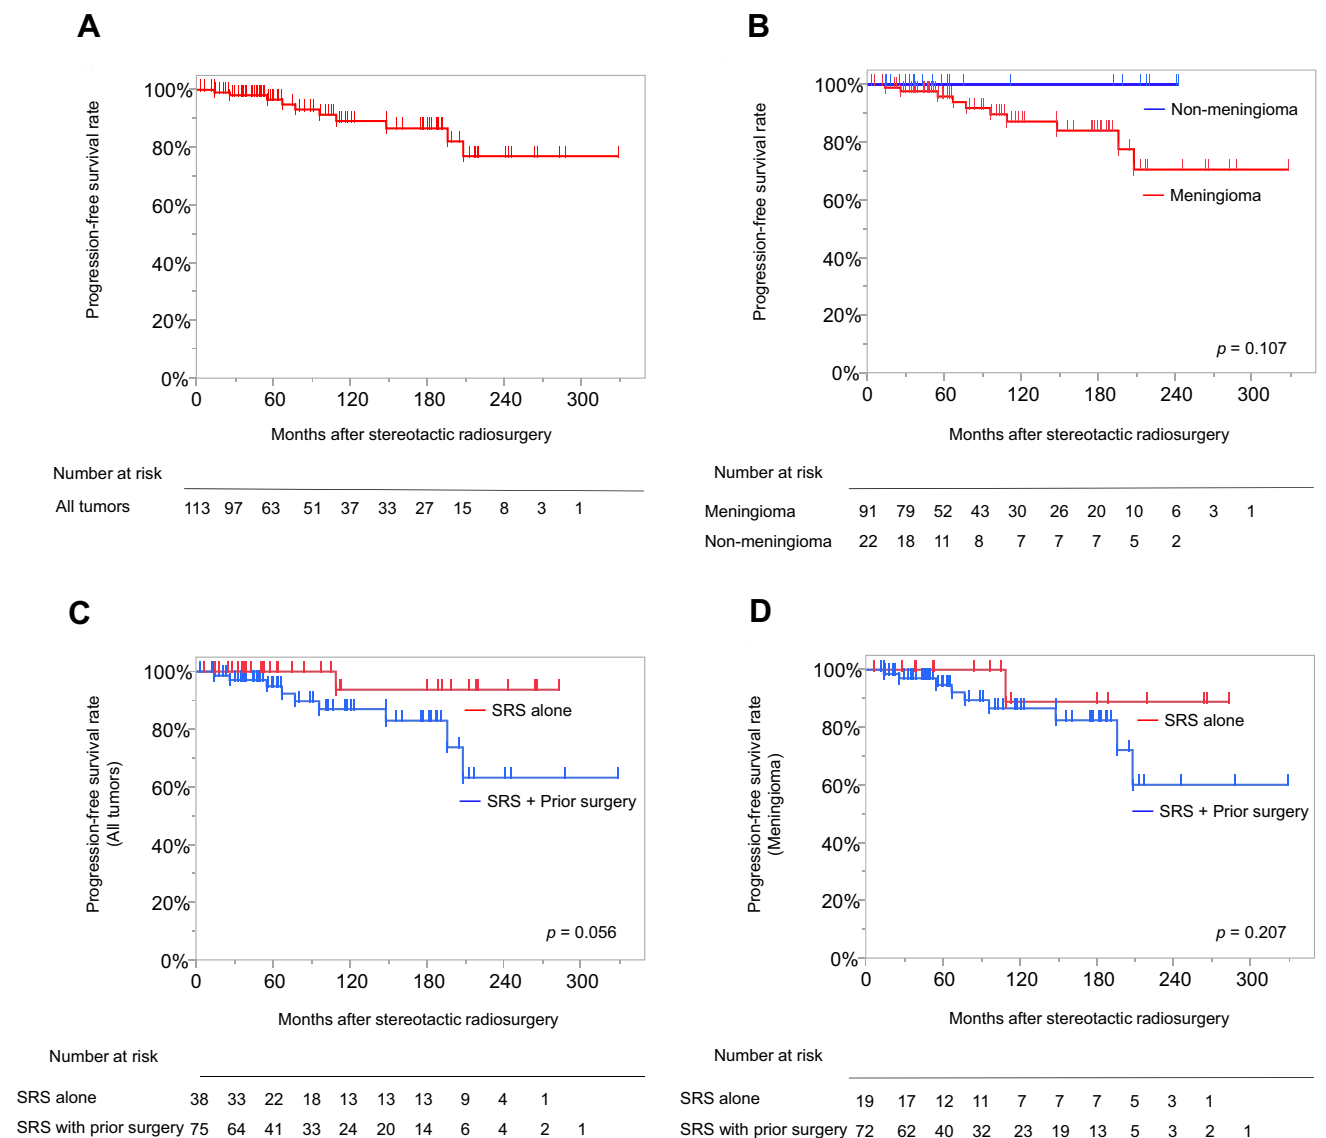 A
100%
80%
60%
40%
20%
0%
Progression-free survival rate
0 60 120 180 240 300
Months after stereotactic radiosurgery
Number at risk
All tumors 113 97 63 51 37 33 27 15 8 3 1
B
100%
80%
60%
40%
20%
0%
Progression-free survival rate
Non-meningioma
Meningioma
p = 0.107
0 60 120 180 240 300
Months after stereotactic radiosurgery
Number at risk
Meningioma 91 79 52 43 30 26 20 10 6 3 1
Non-meningioma 22 18 11 8 7 7 7 5 2
C
100%
80%
60%
40%
20%
0%
Progression-free survival rate
(All tumors)
SRS alone
SRS + Prior surgery
p = 0.056
0 60 120 180 240 300
Months after stereotactic radiosurgery
Number at risk
SRS alone 38 33 22 18 13 13 13 9 4 1
SRS with prior surgery 75 64 41 33 24 20 14 6 4 2 1
D
100%
80%
60%
40%
20%
0%
Progression-free survival rate
(Meningioma)
SRS alone
SRS + Prior surgery
p = 0.207
0 60 120 180 240 300
Months after stereotactic radiosurgery
Number at risk
SRS alone 19 17 12 11 7 7 7 5 3 1
SRS with prior surgery 72 62 40 32 23 19 13 5 3 2 1